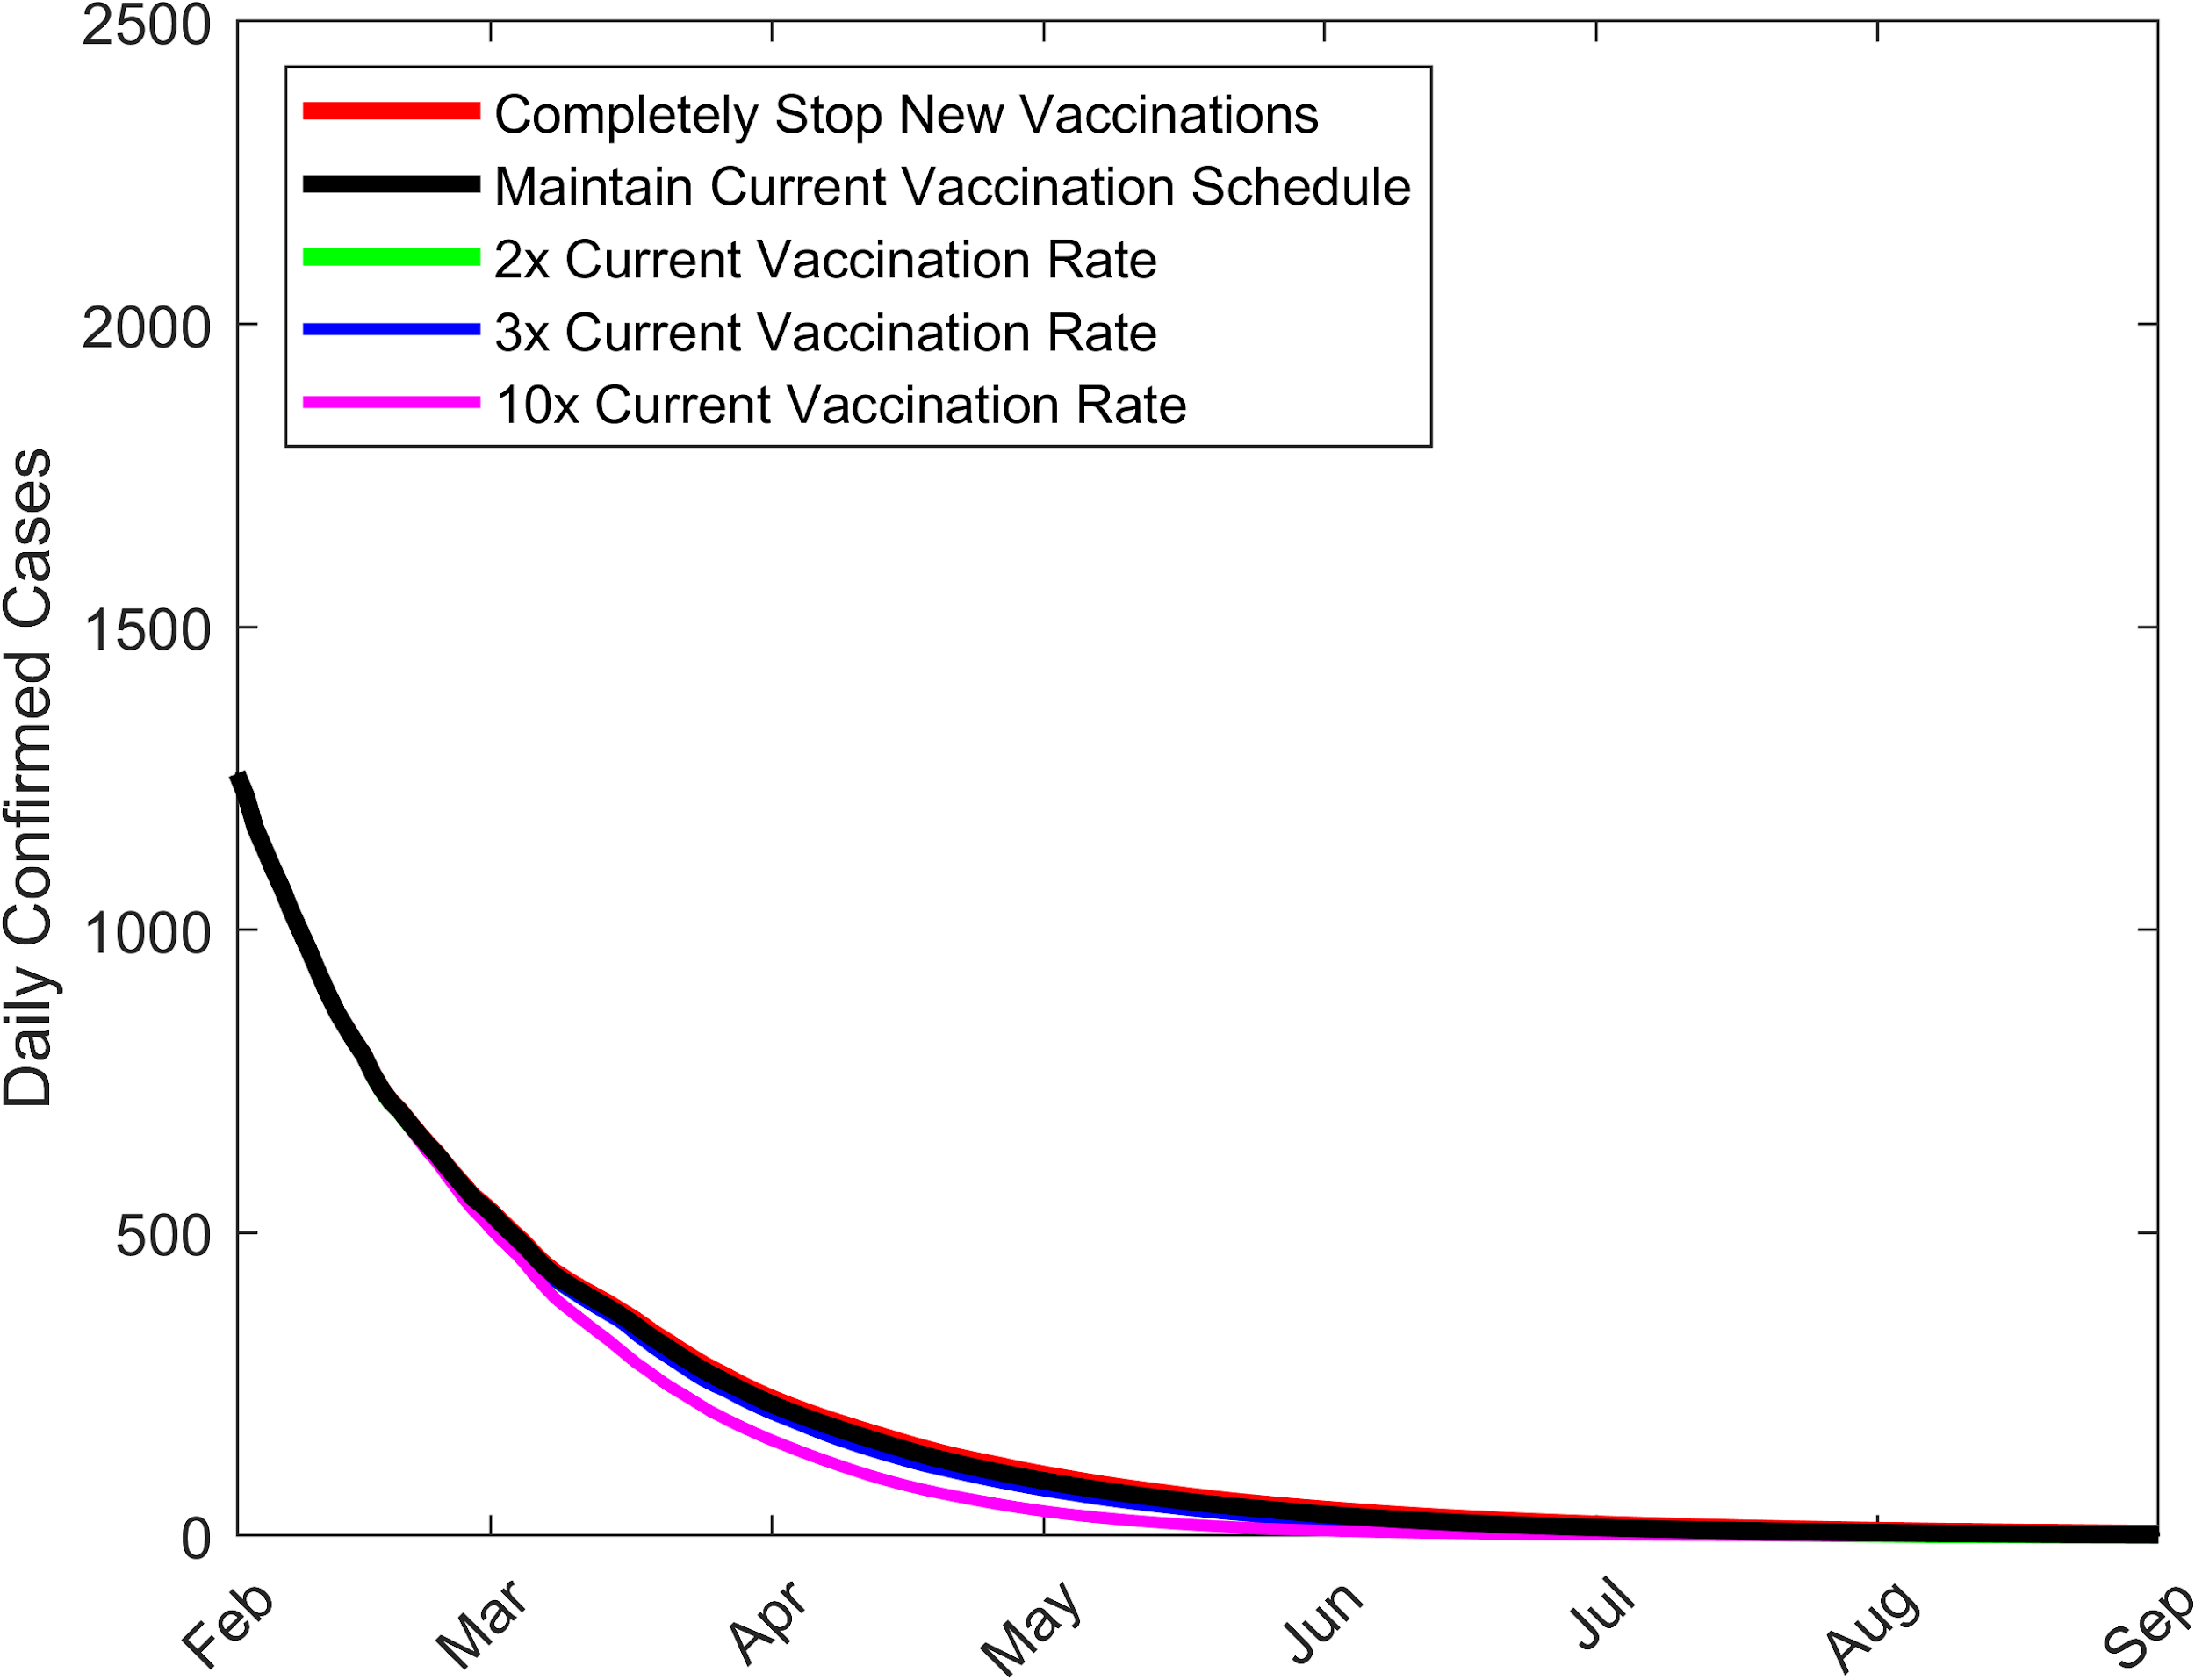 2500
2000
1500
1000
500
0
Daily Confirmed Cases
Completely Stop New Vaccinations
Maintain Current Vaccination Schedule
2x Current Vaccination Rate
3x Current Vaccination Rate
10x Current Vaccination Rate
Feb
Mar
Apr
May
Jun
Jul
Aug
Sep